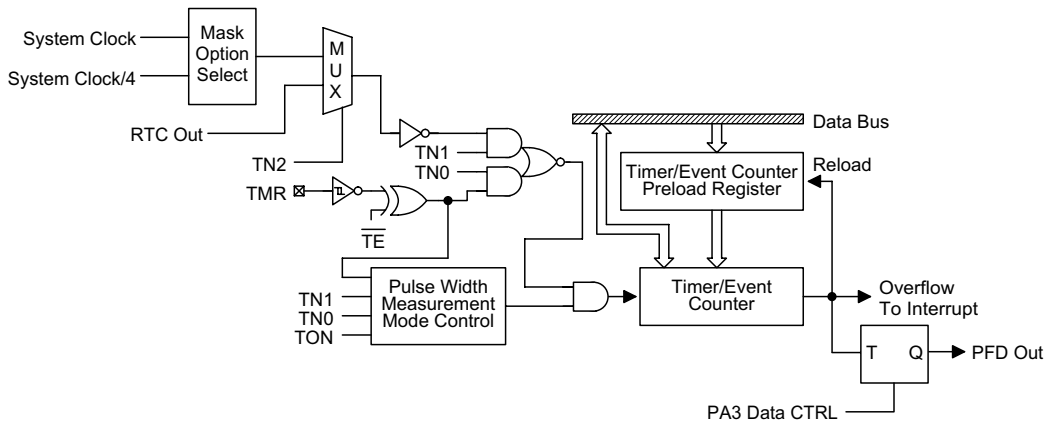 System Clock
System Clock/4
Mask
Option
Select
M
U
X
RTC Out
TN2
TN1
TN0
TMR
TE
Data Bus
Timer/Event Counter
Preload Register
Reload
TN1
TN0
TON
Pulse Width
Measurement
Mode Control
Timer/Event
Counter
Overflow
To Interrupt
T Q
PFD Out
PA3 Data CTRL